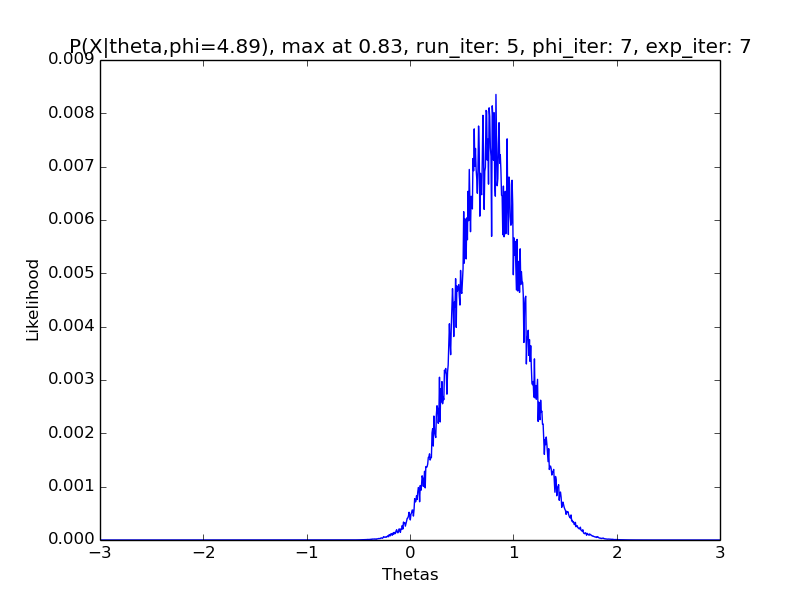 P(X|theta,phi=4.89), max at 0.83, run_iter: 5, phi_iter: 7, exp_iter: 7
0.009
0.008
0.007
0.006
0.005
0.004
0.003
0.002
0.001
0.000
Likelihood
−3 −2 −1 0 1 2 3
Thetas